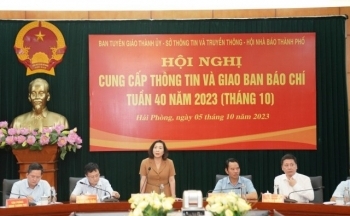 BAN TUYÊN GIÁO THÀNH ỦY - SỞ THÔNG TIN VÀ TRUYỀN THÔNG - HỘI NHÀ BÁO THÀNH PHỐ
HỘI NGHỊ
CUNG CẤP THÔNG TIN VÀ GIAO BAN BÁO CHÍ
TUẦN 40 NĂM 2023 (THÁNG 10)
Hải Phòng, ngày 05 tháng 10 năm 2023